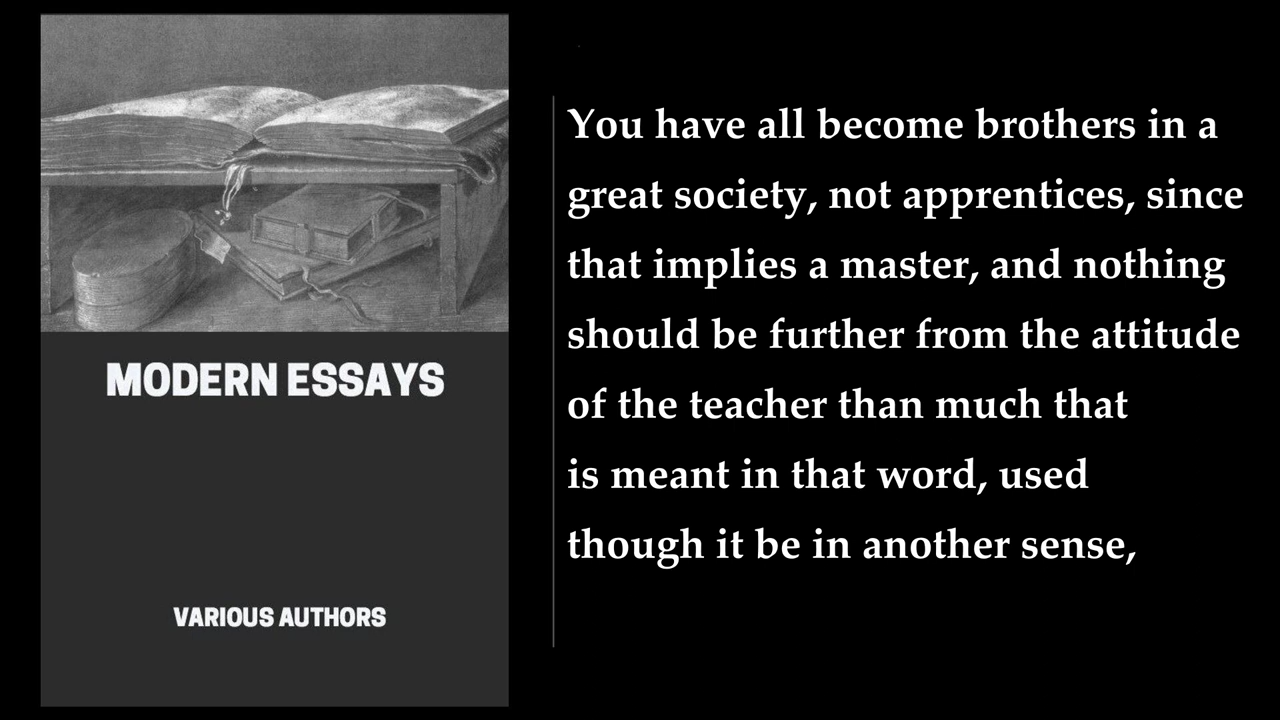 MODERN ESSAYS
VARIOUS AUTHORS
You have all become brothers in a
great society, not apprentices, since
that implies a master, and nothing
should be further from the attitude
of the teacher than much that
is meant in that word, used
though it be in another sense,